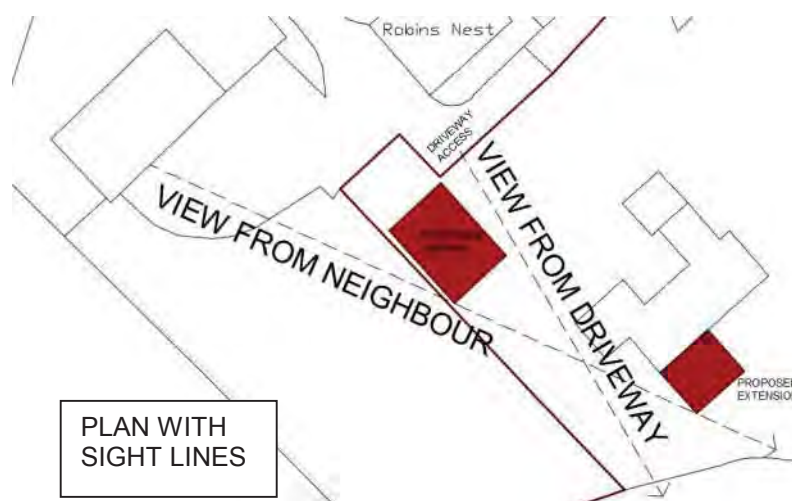 Robins Nest
DRIVEWAY
ACCESS
VIEW FROM NEIGHBOUR
VIEW FROM DRIVEWAY
PROPOSED
EXTENSION
PLAN WITH
SIGHT LINES